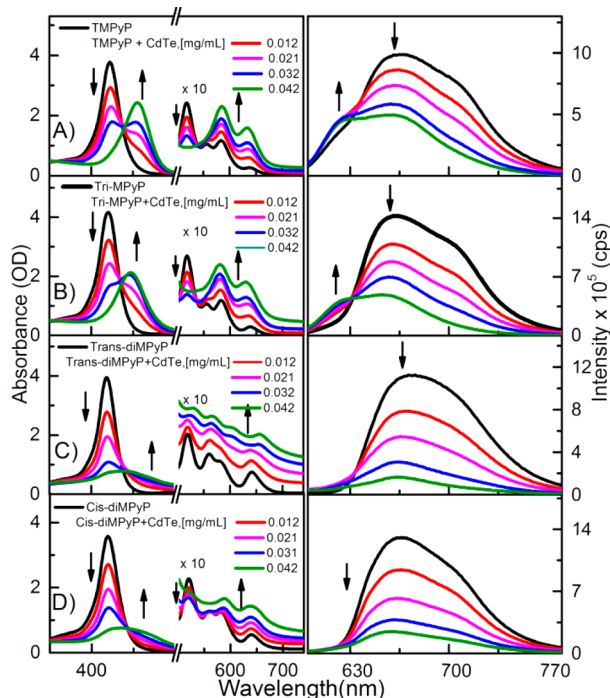 TMPyP
TMPyP + CdTe,[mg/mL]
0.012
0.021
0.032
0.042
x 10
A)
4
2
0
10
5
0
Tri-MPyP
Tri-MPyP+CdTe,[mg/mL]
0.012
0.021
0.032
0.042
x 10
B)
4
2
0
14
7
0
Trans-diMPyP
Trans-diMPyP+CdTe,[mg/mL]
0.012
0.021
0.032
0.042
x 10
C)
4
2
0
12
8
4
0
Cis-diMPyP
Cis-diMPyP+CdTe,[mg/mL]
0.012
0.021
0.031
0.042
x 10
D)
4
2
0
14
7
0
400
600
700
630
700
770
Absorbance (OD)
Intensity x 10⁵ (cps)
Wavelength(nm)